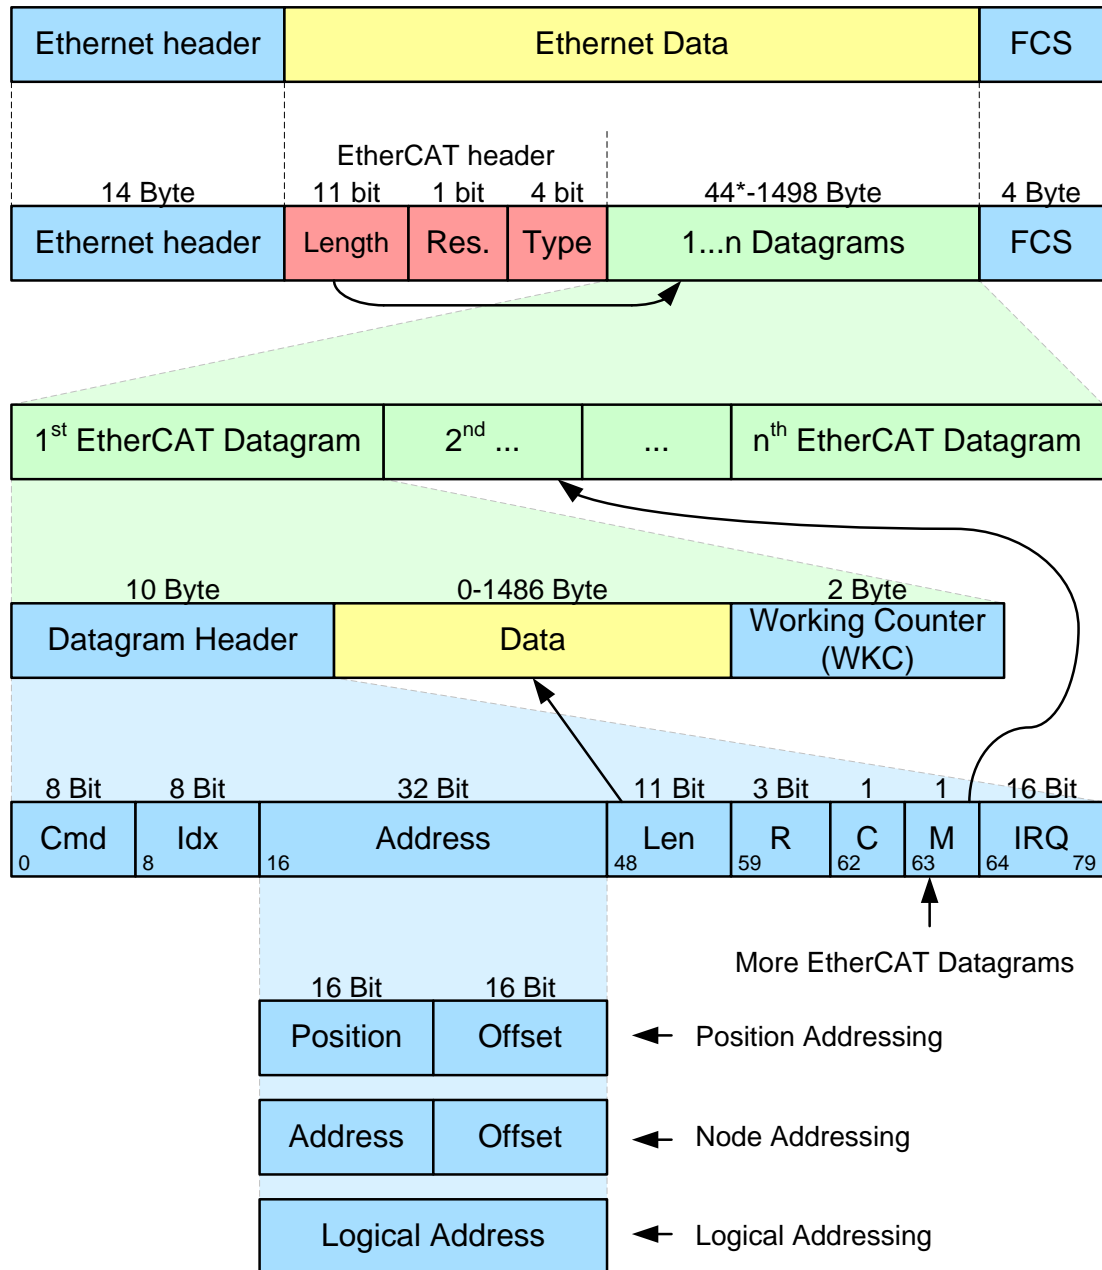 Ethernet header Ethernet Data FCS
EtherCAT header
14 Byte 11 bit 1 bit 4 bit 44*-1498 Byte 4 Byte
Ethernet header Length Res. Type 1...n Datagrams FCS
1st EtherCAT Datagram 2nd ... ... nth EtherCAT Datagram
10 Byte 0-1486 Byte 2 Byte
Datagram Header Data Working Counter
(WKC)
8 Bit 8 Bit 32 Bit 11 Bit 3 Bit 1 1 16 Bit
Cmd Idx Address Len R C M IRQ
0 8 16 48 59 62 63 64 79
More EtherCAT Datagrams
16 Bit 16 Bit
Position Offset Position Addressing
Address Offset Node Addressing
Logical Address Logical Addressing